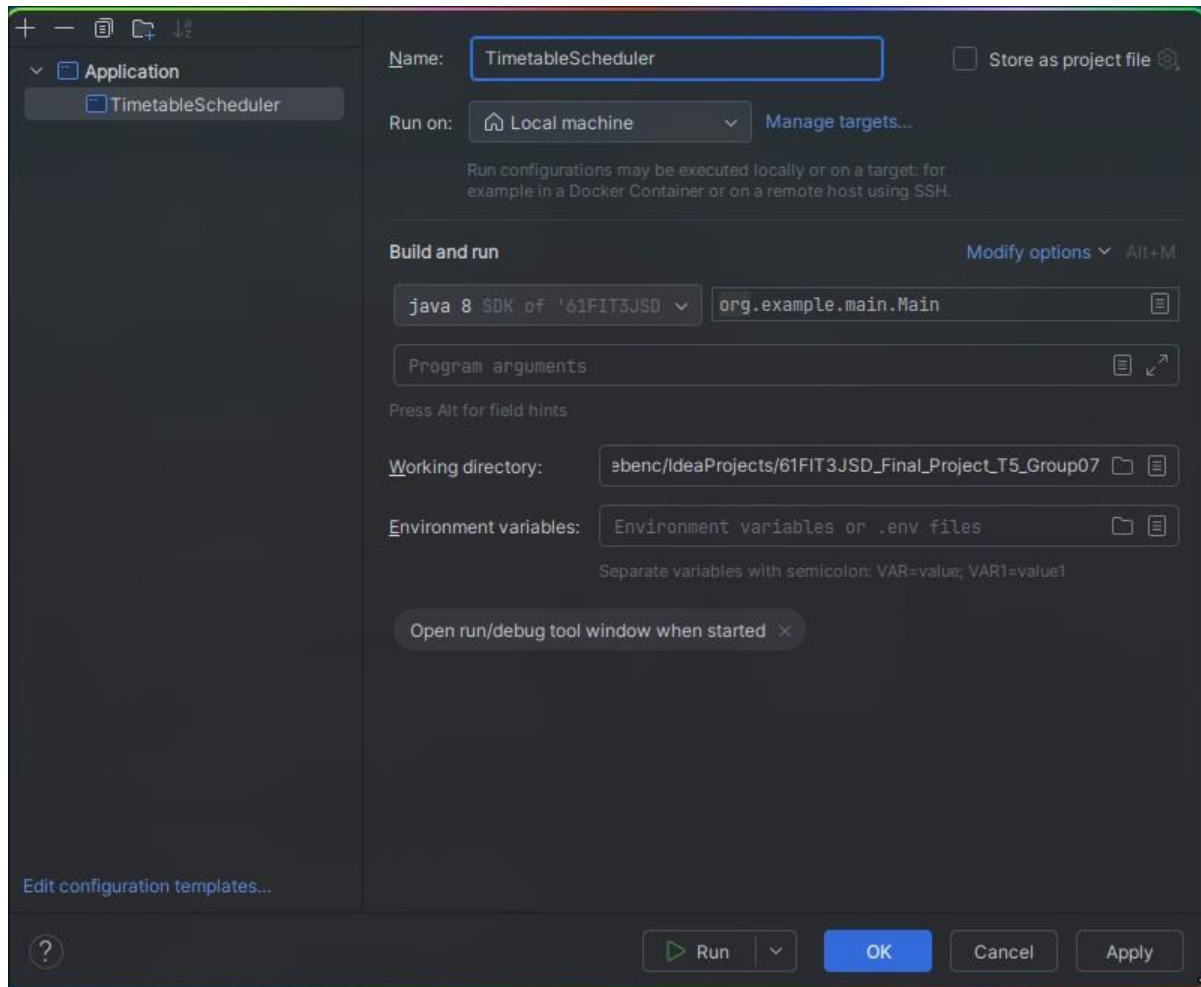 Application
TimetableScheduler
Edit configuration templates...
Name: TimetableScheduler Store as project file
Run on: Local machine Manage targets...
Run configurations may be executed locally or on a target: for
example in a Docker Container or on a remote host using SSH.
Build and run Modify options Alt+M
java 8 SDK of '61FIT3JSD org.example.main.Main
Program arguments
Press Alt for field hints
Working directory: ebenc/IdeaProjects/61FIT3JSD_Final_Project_T5_Group07
Environment variables: Environment variables or .env files
Separate variables with semicolon: VAR=value; VAR1=value1
Open run/debug tool window when started ×
? Run OK Cancel Apply